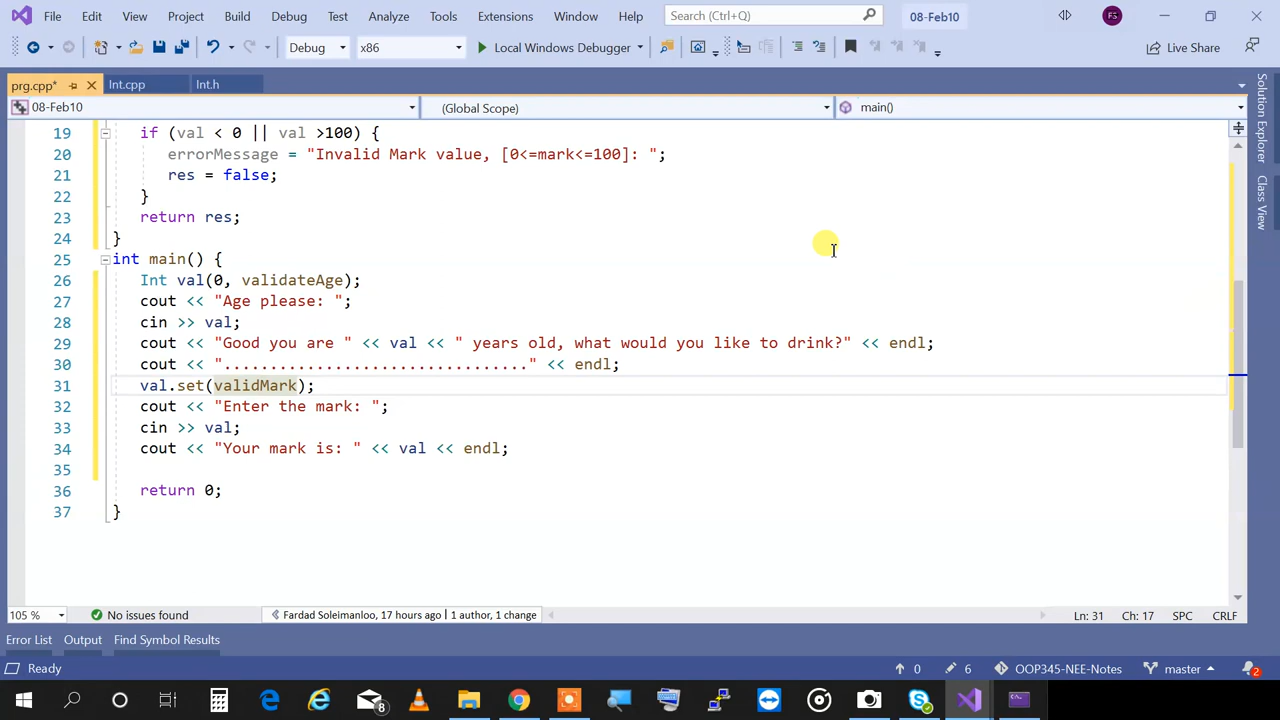 File Edit View Project Build Debug Test Analyze Tools Extensions Window Help Search (Ctrl+Q) 08-Feb10 FS
Debug x86 Local Windows Debugger Live Share
prg.cpp* Int.cpp Int.h
08-Feb10 (Global Scope) main()
19 if (val < 0 || val >100) {
20 errorMessage = "Invalid Mark value, [0<=mark<=100]: ";
21 res = false;
22 }
23 return res;
24 }
25 int main() {
26 Int val(0, validateAge);
27 cout << "Age please: ";
28 cin >> val;
29 cout << "Good you are " << val << " years old, what would you like to drink?" << endl;
30 cout << "................................." << endl;
31 val.set(validMark);
32 cout << "Enter the mark: ";
33 cin >> val;
34 cout << "Your mark is: " << val << endl;
35
36 return 0;
37 }
Solution Explorer
Class View
105 % No issues found Fardad Soleimanloo, 17 hours ago | 1 author, 1 change Ln: 31 Ch: 17 SPC CRLF
Error List Output Find Symbol Results
Ready 0 6 OOP345-NEE-Notes master 2
8